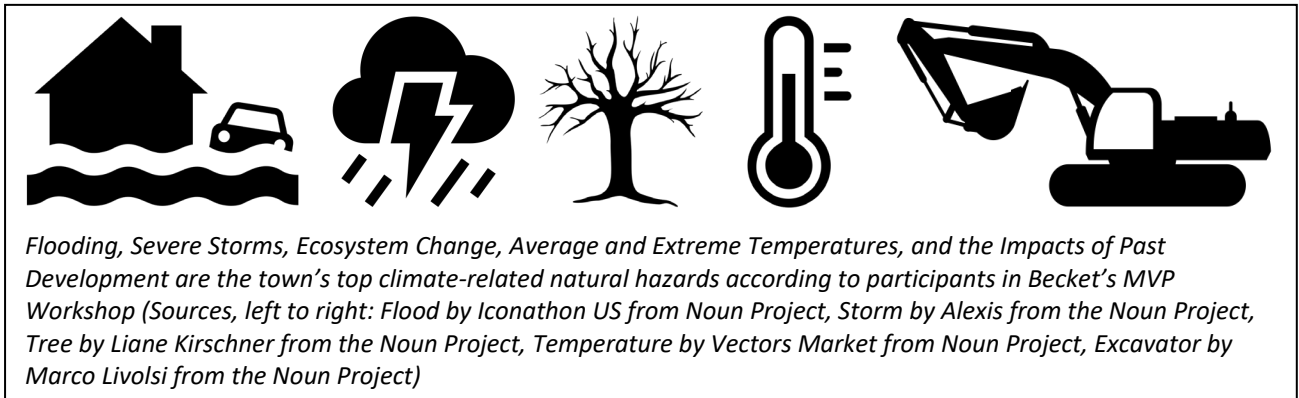 Flooding, Severe Storms, Ecosystem Change, Average and Extreme Temperatures, and the Impacts of Past
Development are the town’s top climate-related natural hazards according to participants in Becket’s MVP
Workshop (Sources, left to right: Flood by Iconathon US from Noun Project, Storm by Alexis from the Noun Project,
Tree by Liane Kirschner from the Noun Project, Temperature by Vectors Market from Noun Project, Excavator by
Marco Livolsi from the Noun Project)